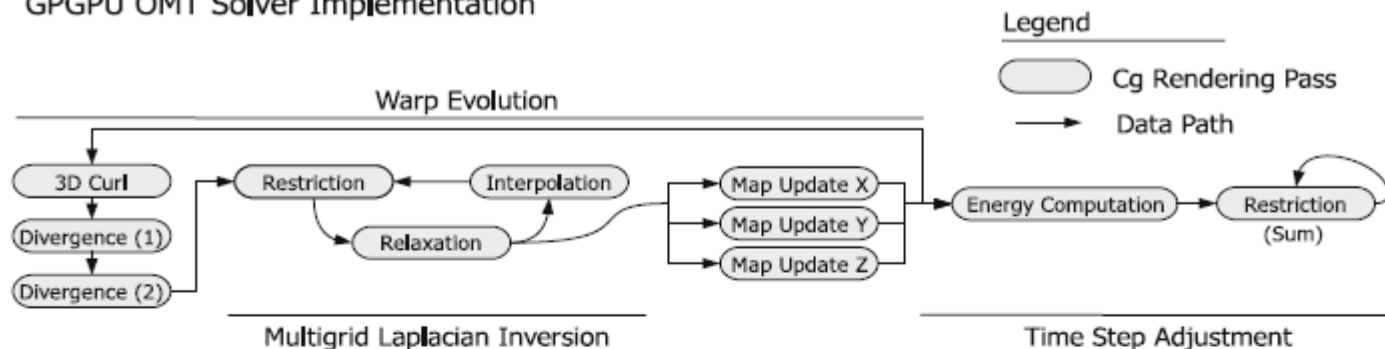 GPGPU OMT Solver Implementation
Legend
Cg Rendering Pass
Data Path
Warp Evolution
3D Curl
Divergence (1)
Divergence (2)
Restriction
Interpolation
Relaxation
Map Update X
Map Update Y
Map Update Z
Energy Computation
Restriction
(Sum)
Multigrid Laplacian Inversion
Time Step Adjustment